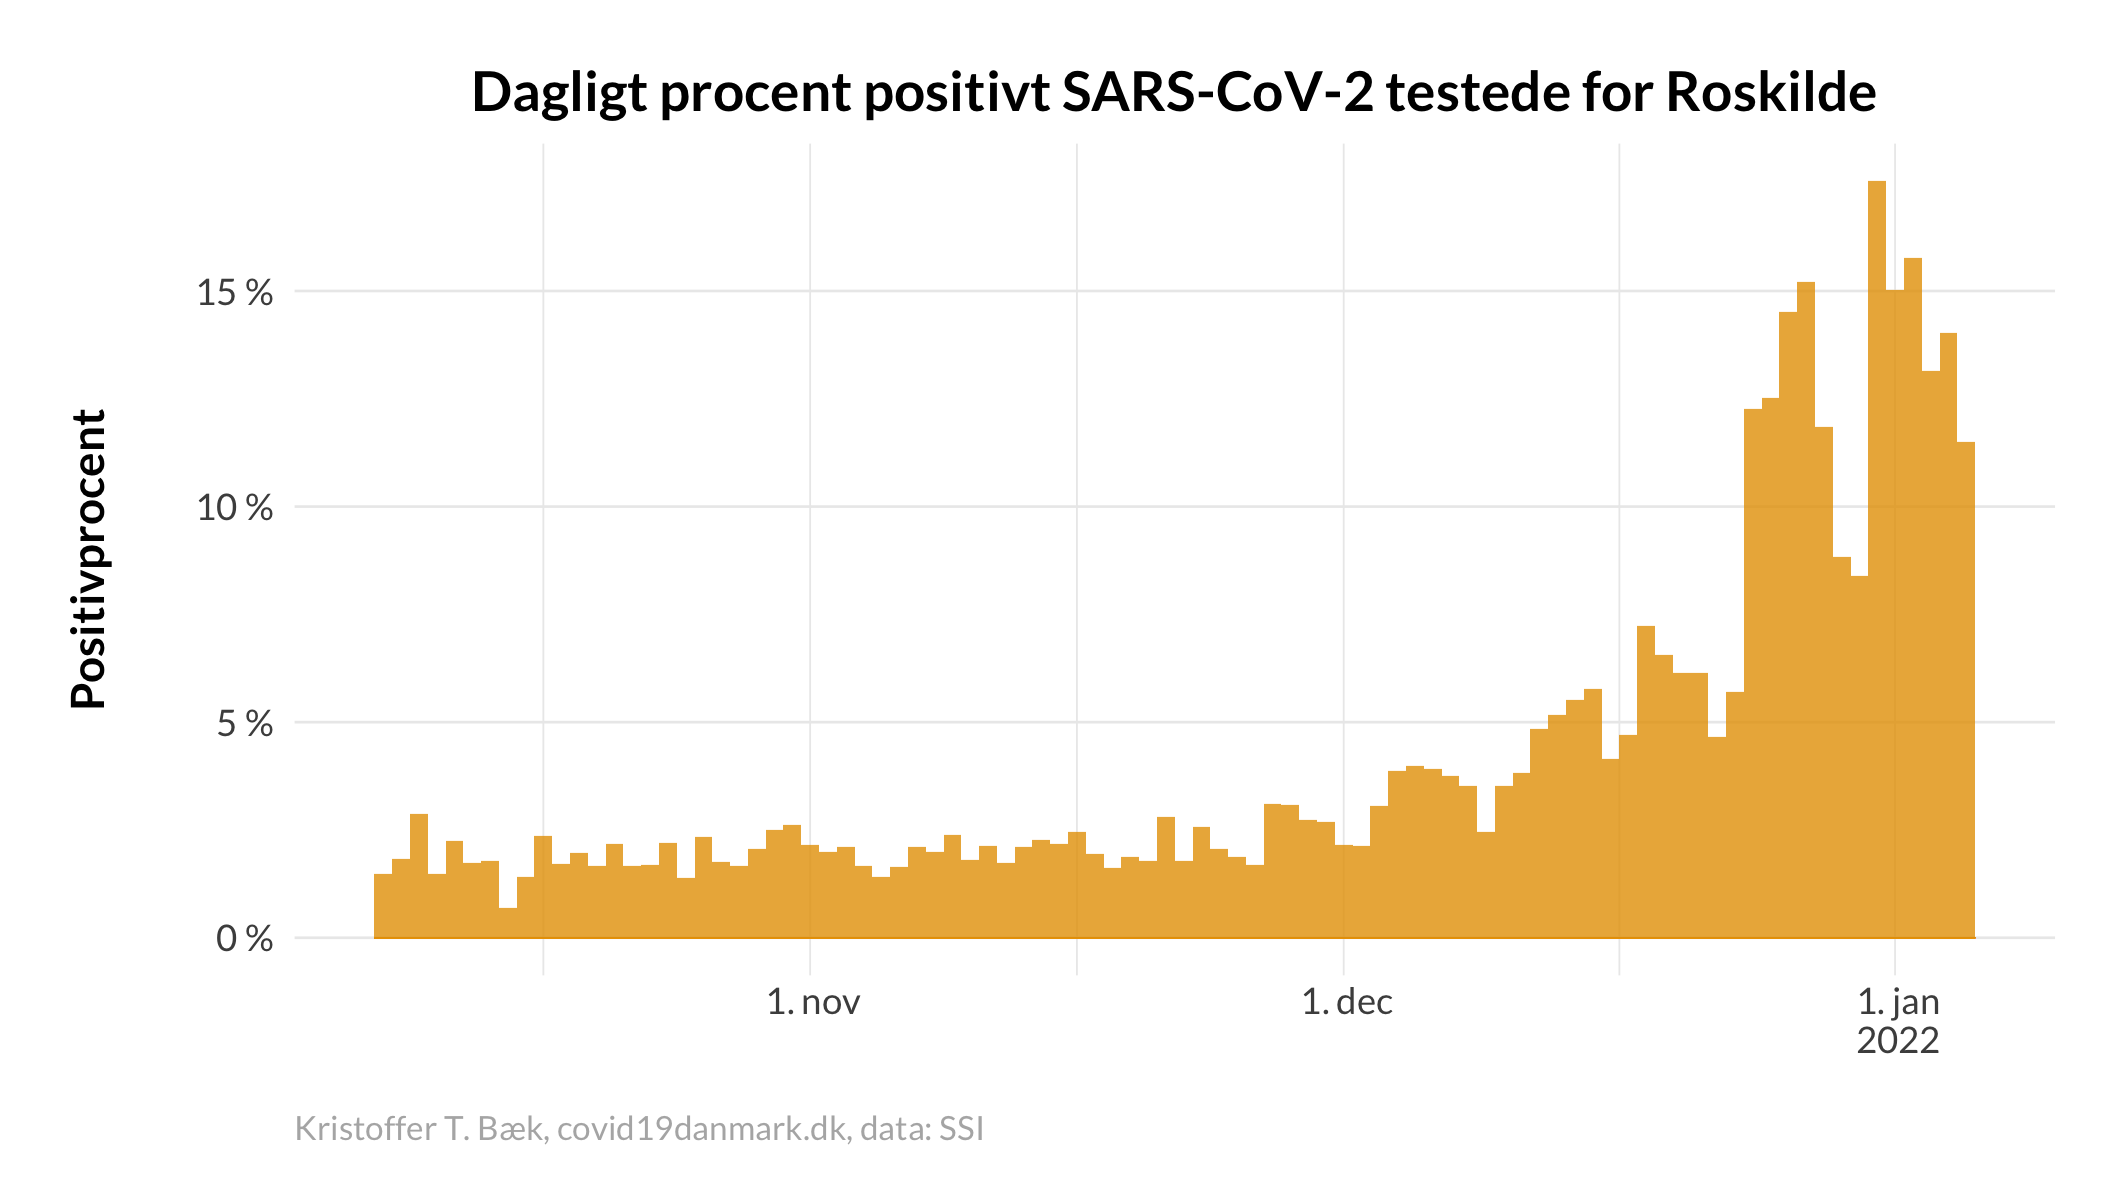 Dagligt procent positivt SARS-CoV-2 testede for Roskilde
Positivprocent
15 %
10 %
5 %
0 %
1. nov
1. dec
1. jan
2022
Kristoffer T. Bæk, covid19danmark.dk, data: SSI